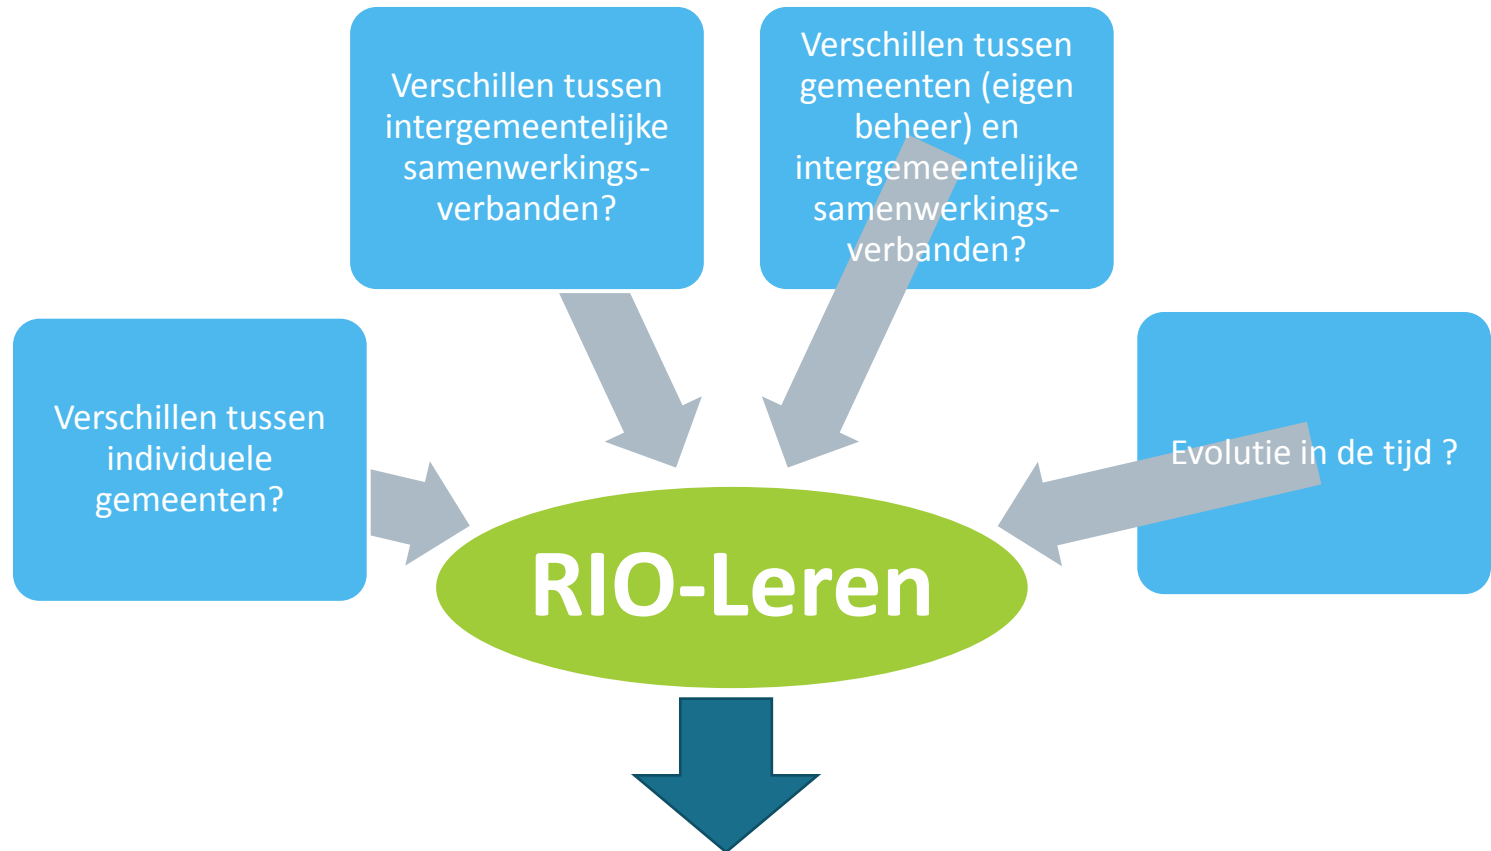 Verschillen tussen
intergemeentelijke
samenwerkings-
verbanden?
Verschillen tussen
gemeenten (eigen
beheer) en
intergemeentelijke
samenwerkings-
verbanden?
Verschillen tussen
individuele
gemeenten?
Evolutie in de tijd ?
RIO-Leren